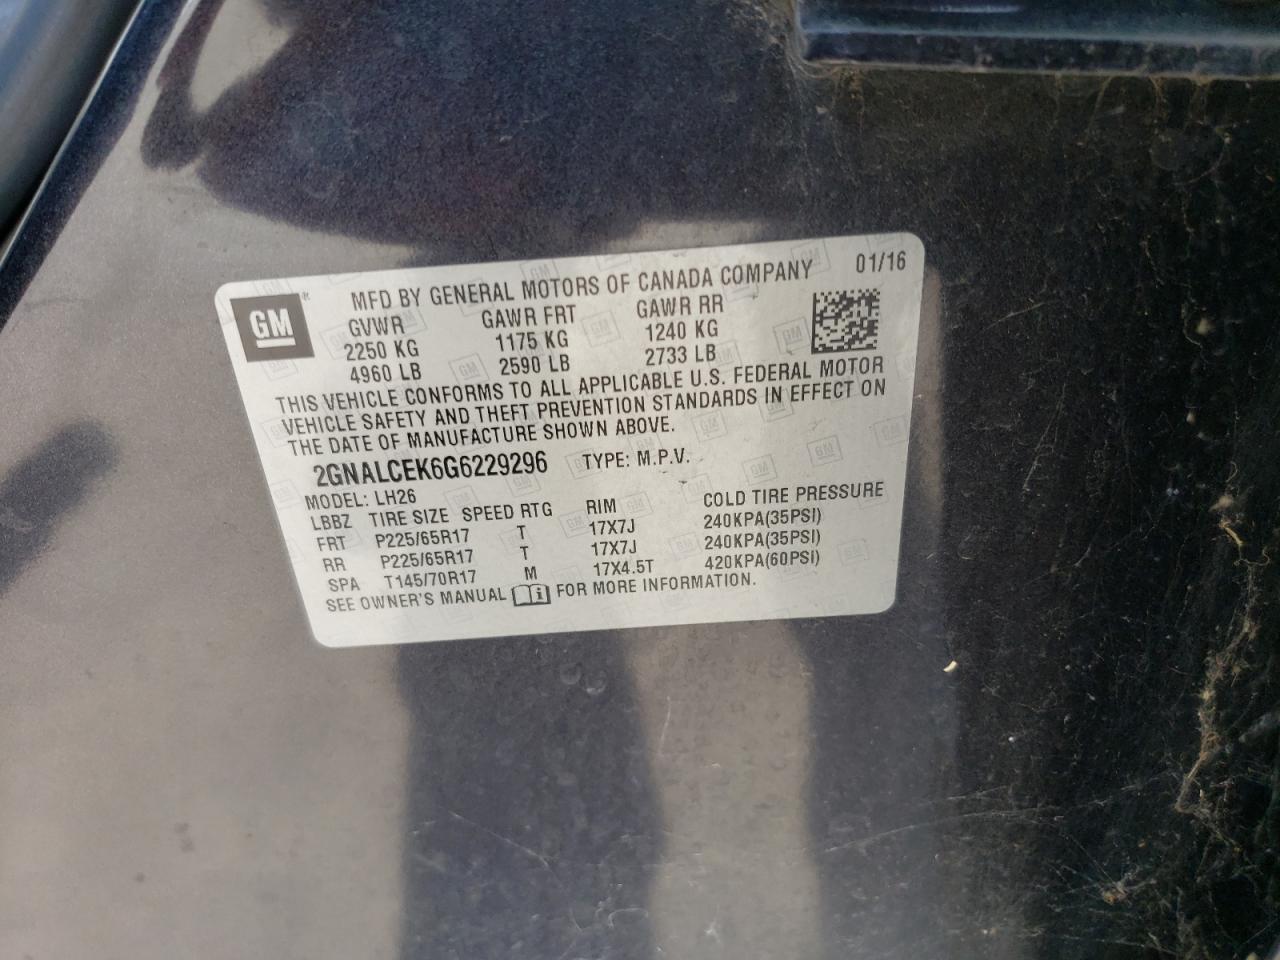 GM ® MFD BY GENERAL MOTORS OF CANADA COMPANY 01/16
GVWR GAWR FRT GAWR RR
2250 KG 1175 KG 1240 KG
4960 LB 2590 LB 2733 LB
THIS VEHICLE CONFORMS TO ALL APPLICABLE U.S. FEDERAL MOTOR
VEHICLE SAFETY AND THEFT PREVENTION STANDARDS IN EFFECT ON
THE DATE OF MANUFACTURE SHOWN ABOVE.
2GNALCEK6G6229296 TYPE: M.P.V.
MODEL: LH26
LBBZ TIRE SIZE SPEED RTG RIM COLD TIRE PRESSURE
FRT P225/65R17 T 17X7J 240KPA(35PSI)
RR P225/65R17 T 17X7J 240KPA(35PSI)
SPA T145/70R17 M 17X4.5T 420KPA(60PSI)
SEE OWNER'S MANUAL i FOR MORE INFORMATION.